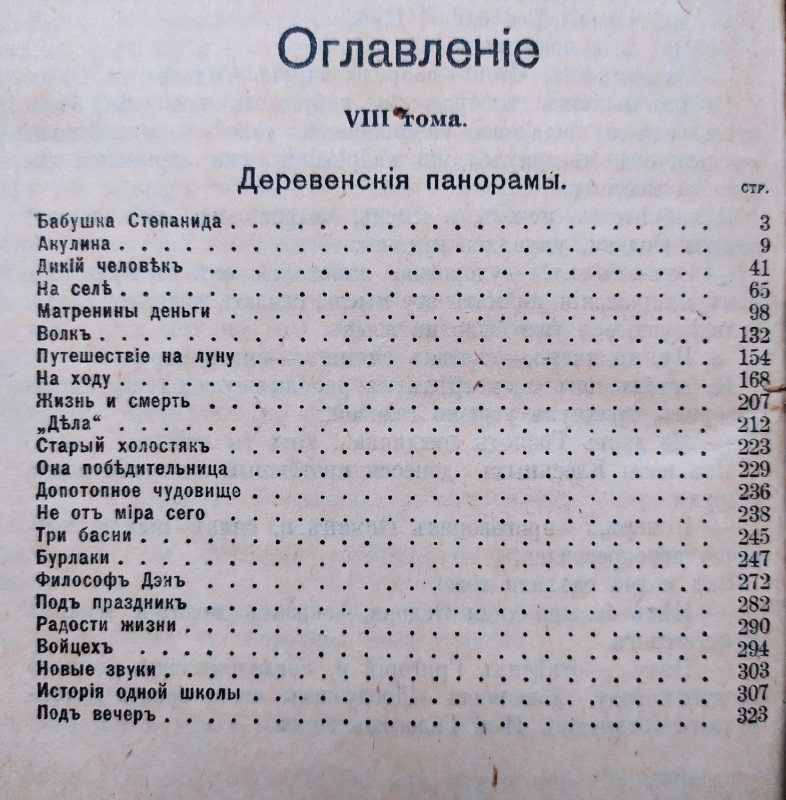 Оглавленіе
VIII тома.
Деревенскія панорамы.
СТР.
Бабушка Степанида 3
Акулина 9
Дикій человѣкъ 41
На селѣ 65
Матренины деньги 98
Волкъ 132
Путешествіе на луну 154
На ходу 168
Жизнь и смерть 207
„Дѣла“ 212
Старый холостякъ 223
Она побѣдительница 229
Допотопное чудовище 236
Не отъ міра сего 238
Три басни 245
Бурлаки 247
Философъ Дэнъ 272
Подъ праздникъ 282
Радости жизни 290
Войцехъ 294
Новые звуки 303
Исторія одной школы 307
Подъ вечеръ 323